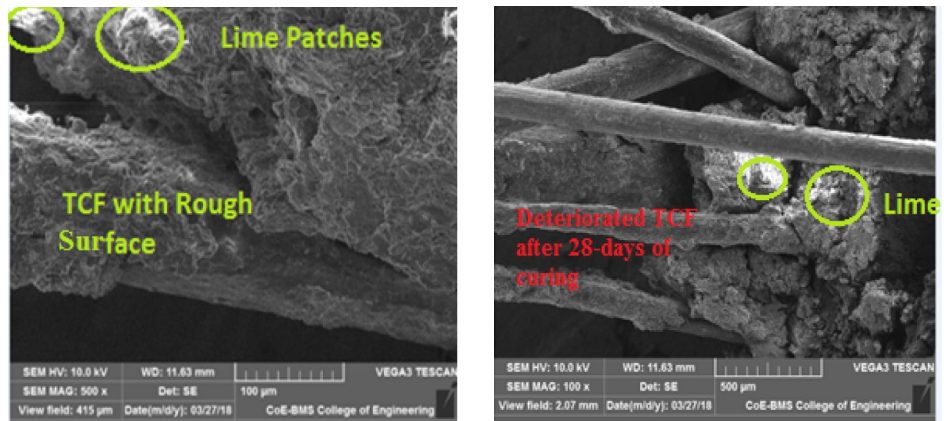 Lime Patches
TCF with Rough
Surface
SEM HV: 10.0 kV WD: 11.63 mm VEGA3 TESCAN
SEM MAG: 500 x Det: SE 100 µm
View field: 415 µm Date(m/d/y): 03/27/18 CoE-BMS College of Engineering
Lime
Deteriorated TCF
after 28-days of
curing
SEM HV: 10.0 kV WD: 11.63 mm VEGA3 TESCAN
SEM MAG: 100 x Det: SE 500 µm
View field: 2.07 mm Date(m/d/y): 03/27/18 CoE-BMS College of Engineering